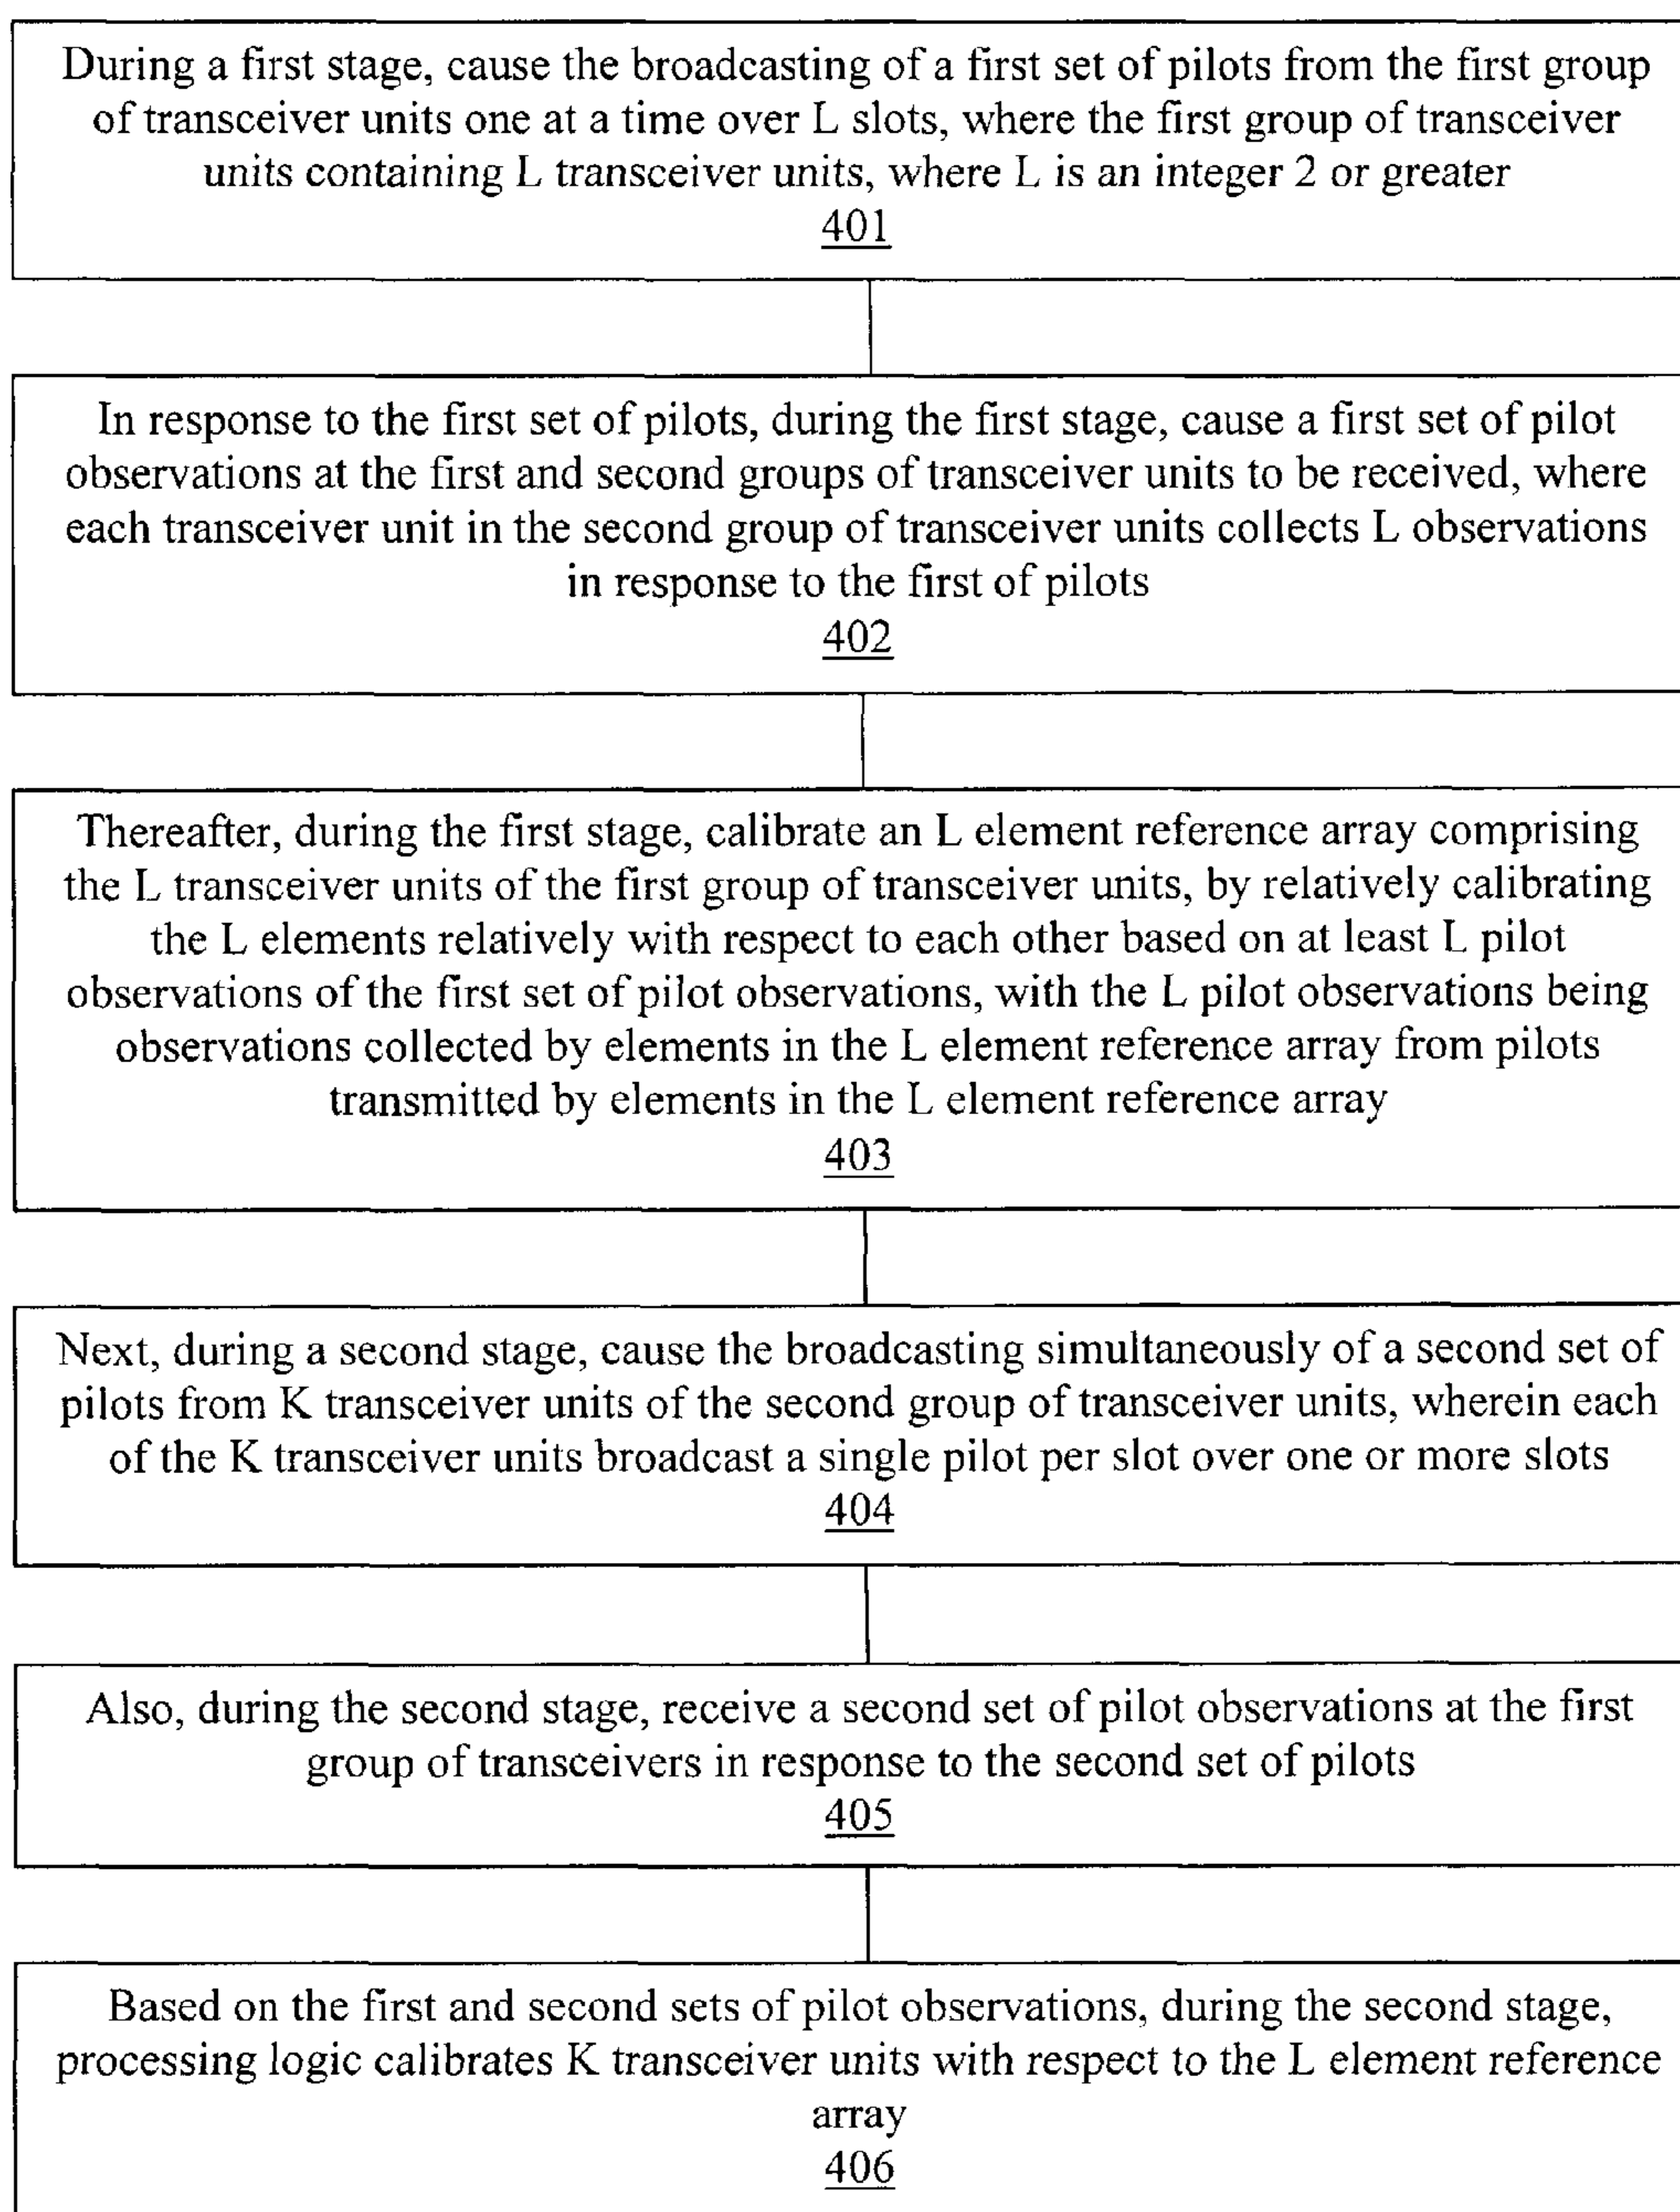 During a first stage, cause the broadcasting of a first set of pilots from the first group
of transceiver units one at a time over L slots, where the first group of transceiver
units containing L transceiver units, where L is an integer 2 or greater
401
In response to the first set of pilots, during the first stage, cause a first set of pilot
observations at the first and second groups of transceiver units to be received, where
each transceiver unit in the second group of transceiver units collects L observations
in response to the first of pilots
402
Thereafter, during the first stage, calibrate an L element reference array comprising
the L transceiver units of the first group of transceiver units, by relatively calibrating
the L elements relatively with respect to each other based on at least L pilot
observations of the first set of pilot observations, with the L pilot observations being
observations collected by elements in the L element reference array from pilots
transmitted by elements in the L element reference array
403
Next, during a second stage, cause the broadcasting simultaneously of a second set of
pilots from K transceiver units of the second group of transceiver units, wherein each
of the K transceiver units broadcast a single pilot per slot over one or more slots
404
Also, during the second stage, receive a second set of pilot observations at the first
group of transceivers in response to the second set of pilots
405
Based on the first and second sets of pilot observations, during the second stage,
processing logic calibrates K transceiver units with respect to the L element reference
array
406